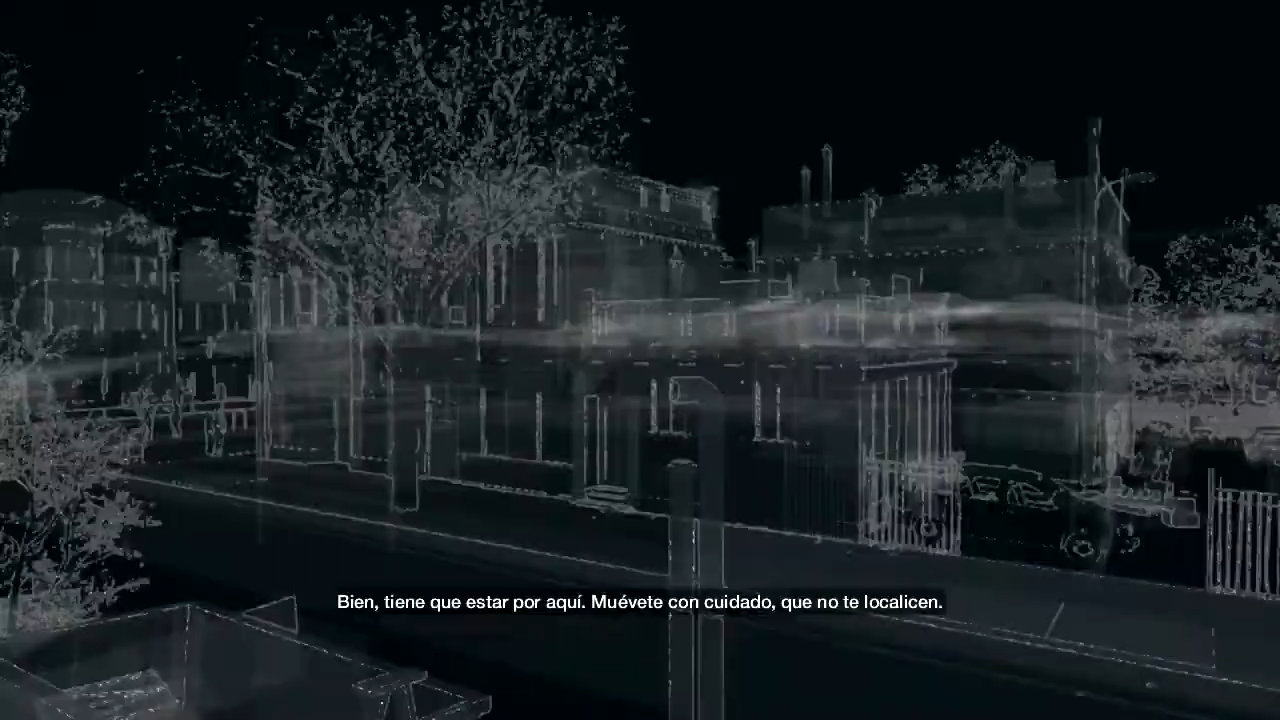 Bien, tiene que estar por aquí. Muévete con cuidado, que no te localicen.